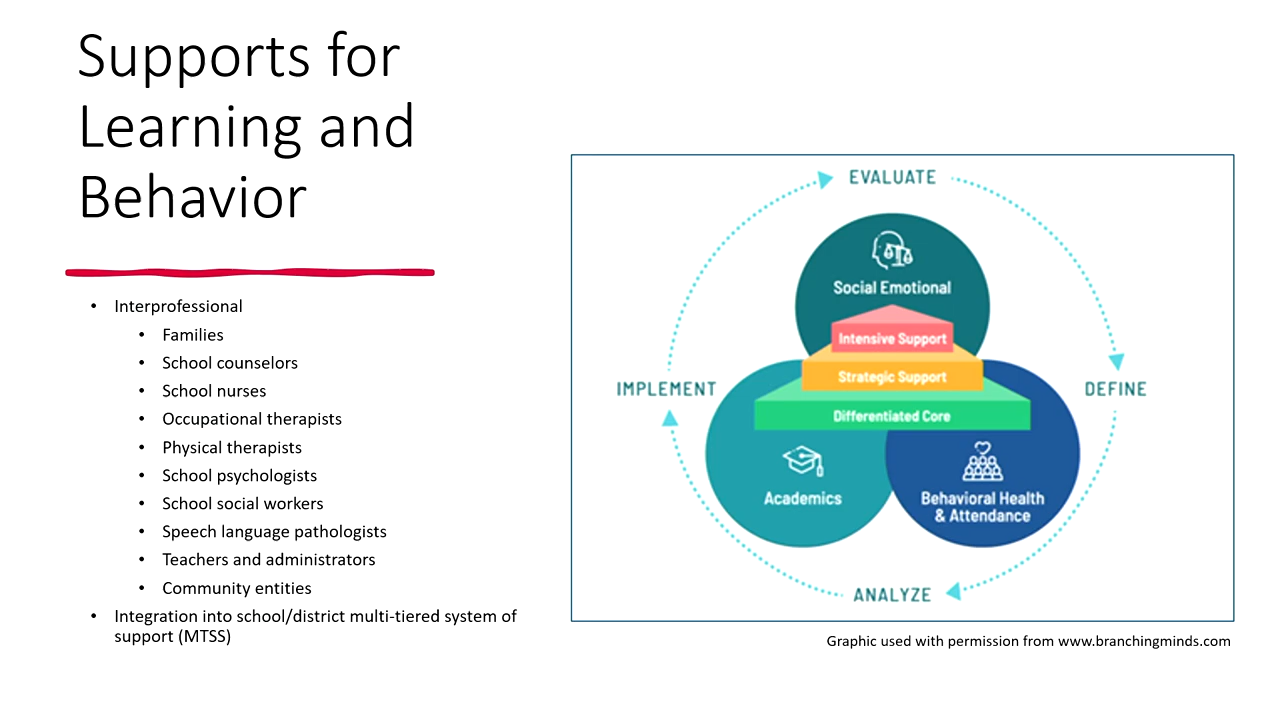 Supports for
Learning and
Behavior
• Interprofessional
• Families
• School counselors
• School nurses
• Occupational therapists
• Physical therapists
• School psychologists
• School social workers
• Speech language pathologists
• Teachers and administrators
• Community entities
• Integration into school/district multi-tiered system of
support (MTSS)
EVALUATE
Social Emotional
Intensive Support
Strategic Support
IMPLEMENT
DEFINE
Differentiated Core
Academics
Behavioral Health
& Attendance
ANALYZE
Graphic used with permission from www.branchingminds.com